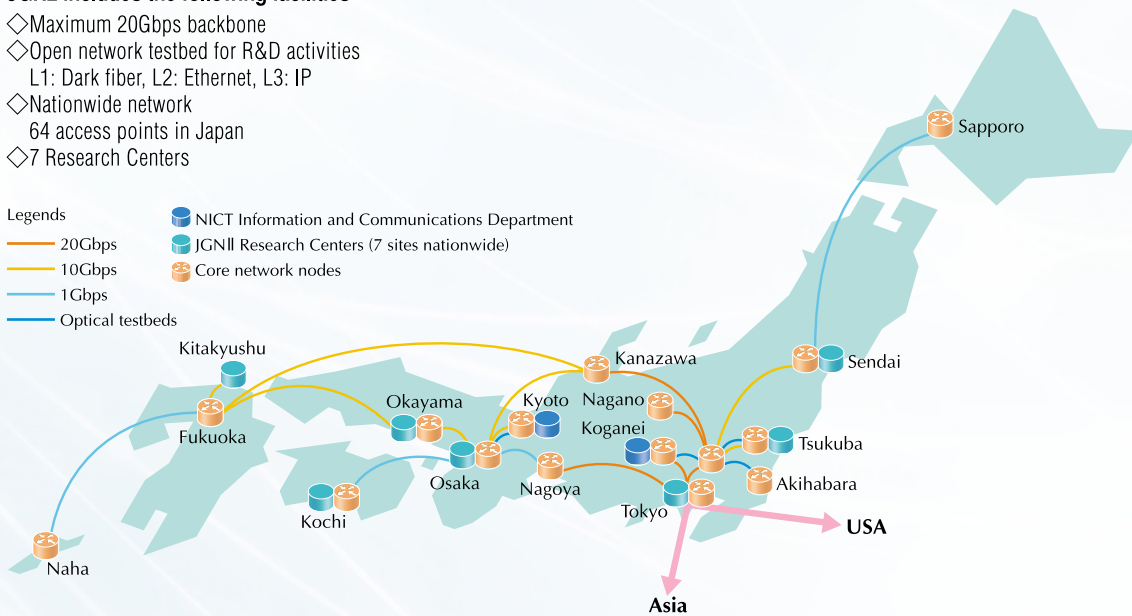 ◇Maximum 20Gbps backbone
◇Open network testbed for R&D activities
L1: Dark fiber, L2: Ethernet, L3: IP
◇Nationwide network
64 access points in Japan
◇7 Research Centers
Legends
20Gbps
10Gbps
1Gbps
Optical testbeds
NICT Information and Communications Department
JGNⅡ Research Centers (7 sites nationwide)
Core network nodes
Sapporo
Kitakyushu
Kanazawa
Sendai
Okayama
Kyoto
Nagano
Fukuoka
Koganei
Tsukuba
Osaka
Nagoya
Akihabara
Kochi
Tokyo
USA
Naha
Asia